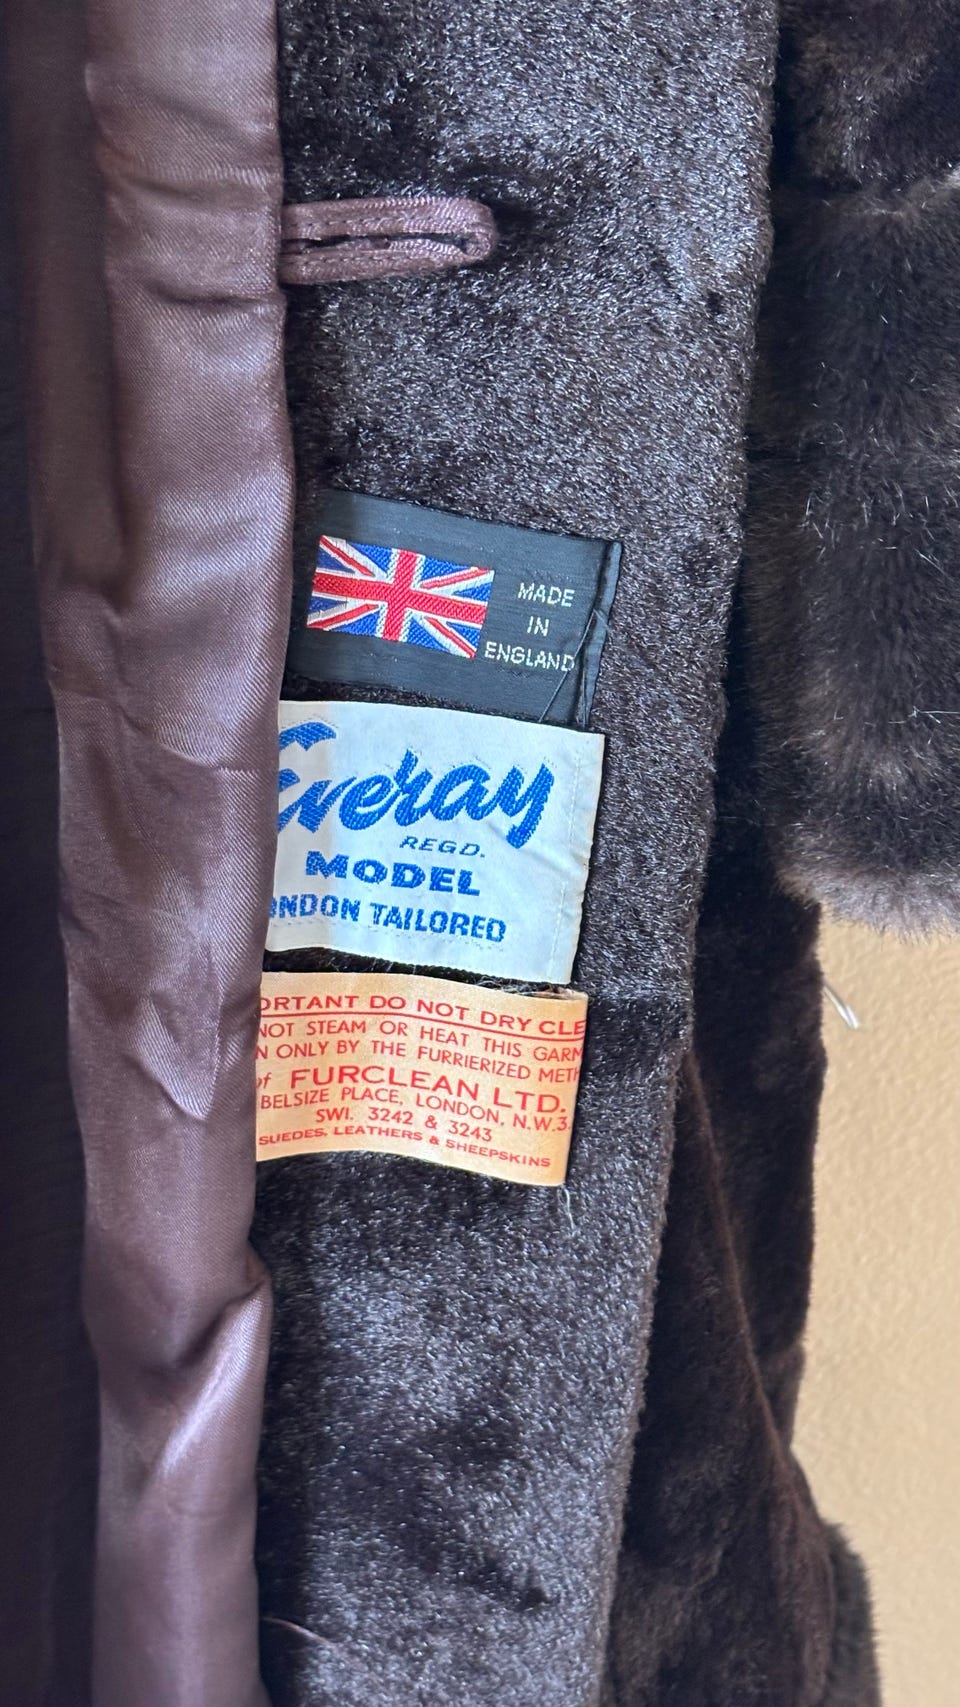 MADE
IN
ENGLAND
Everay
REGD.
MODEL
ONDON TAILORED
ORTANT DO NOT DRY CLE
NOT STEAM OR HEAT THIS GARM
N ONLY BY THE FURRIERIZED METH
of FURCLEAN LTD.
BELSIZE PLACE, LONDON, N.W.3.
SWI. 3242 & 3243
SUEDES, LEATHERS & SHEEPSKINS